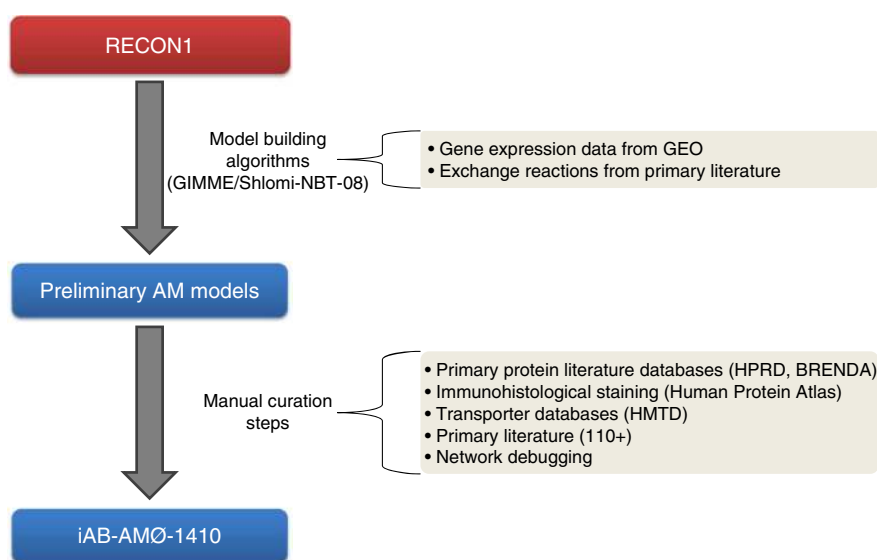 RECON1
Model building
algorithms
(GIMME/Shlomi-NBT-08)
• Gene expression data from GEO
• Exchange reactions from primary literature
Preliminary AM models
Manual curation
steps
• Primary protein literature databases (HPRD, BRENDA)
• Immunohistological staining (Human Protein Atlas)
• Transporter databases (HMTD)
• Primary literature (110+)
• Network debugging
iAB-AMØ-1410